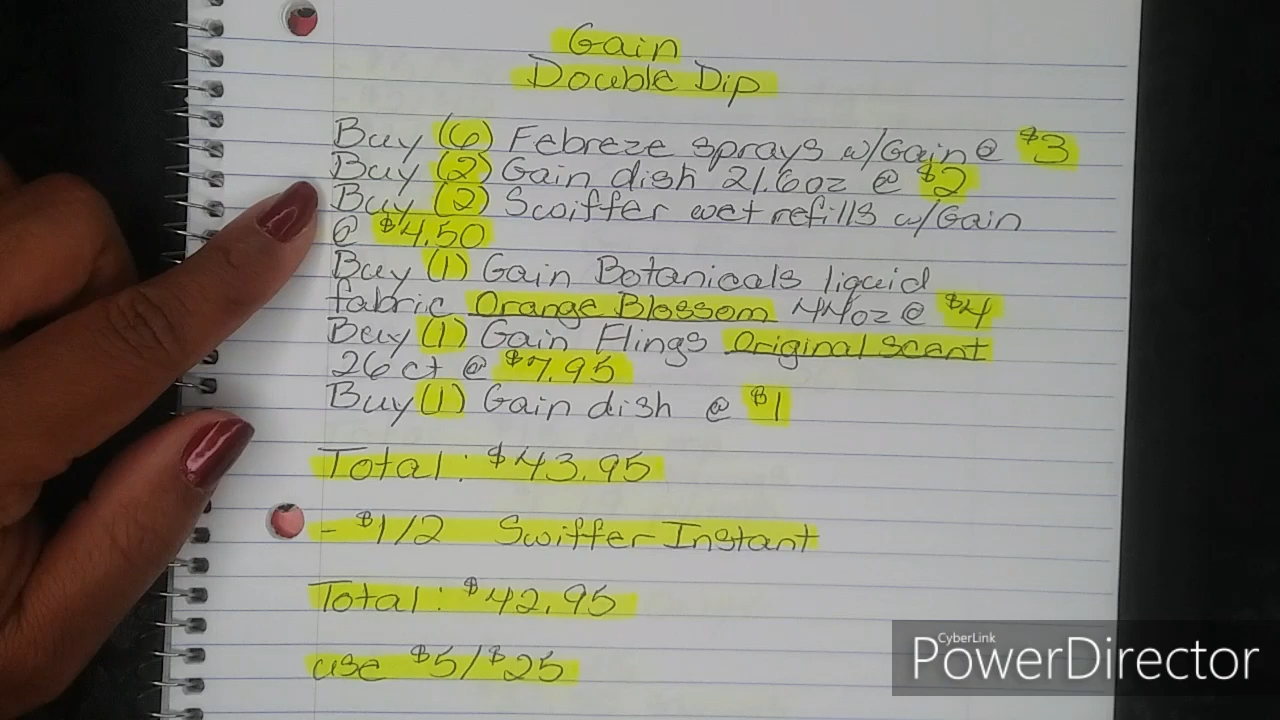 Gain
Double Dip
Buy (6) Febreze sprays w/Gain @ $3
Buy (2) Gain dish 21.6oz @ $2
Buy (2) Swiffer wet refills w/Gain
@ $4.50
Buy (1) Gain Botanicals liquid
fabric Orange Blossom 44oz @ $4
Buy (1) Gain Flings Original Scent
26ct @ $7.95
Buy (1) Gain dish @ $1
Total: $43.95
- $1/2 Swiffer Instant
Total: $42.95
use $5/$25
CyberLink
PowerDirector